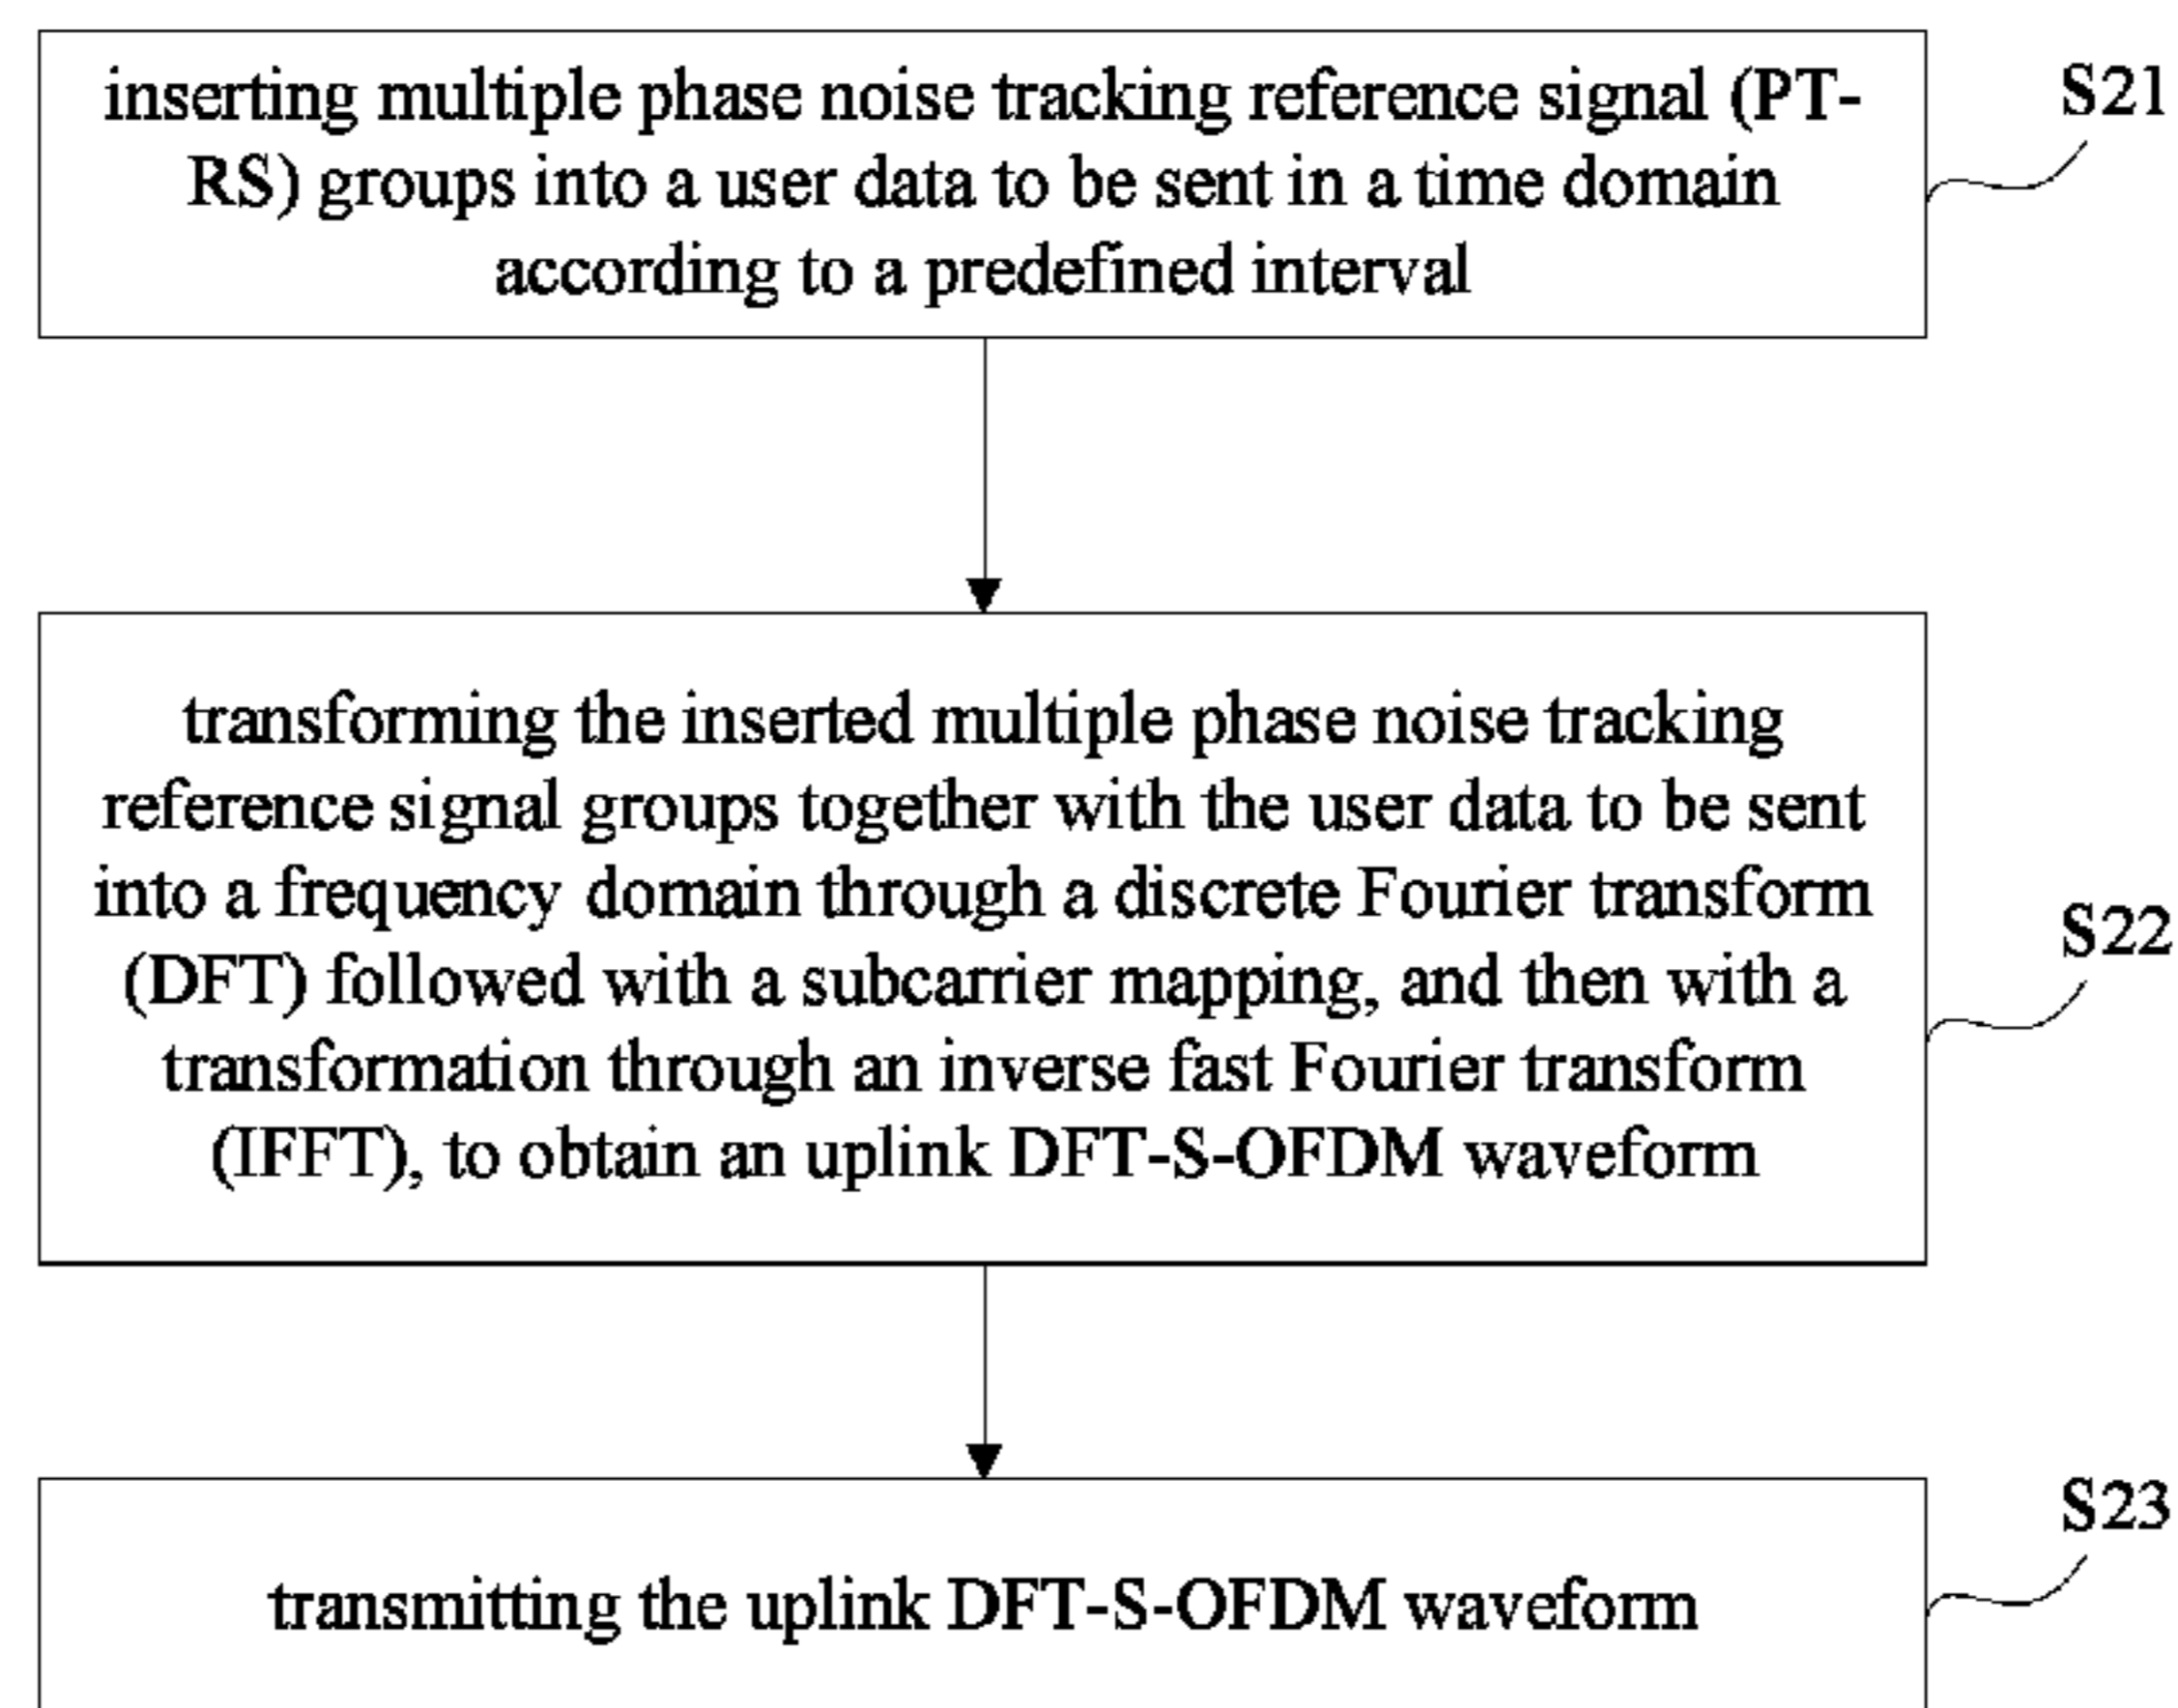 inserting multiple phase noise tracking reference signal (PT-
RS) groups into a user data to be sent in a time domain
according to a predefined interval
S21
transforming the inserted multiple phase noise tracking
reference signal groups together with the user data to be sent
into a frequency domain through a discrete Fourier transform
(DFT) followed with a subcarrier mapping, and then with a
transformation through an inverse fast Fourier transform
(IFFT), to obtain an uplink DFT-S-OFDM waveform
S22
transmitting the uplink DFT-S-OFDM waveform
S23